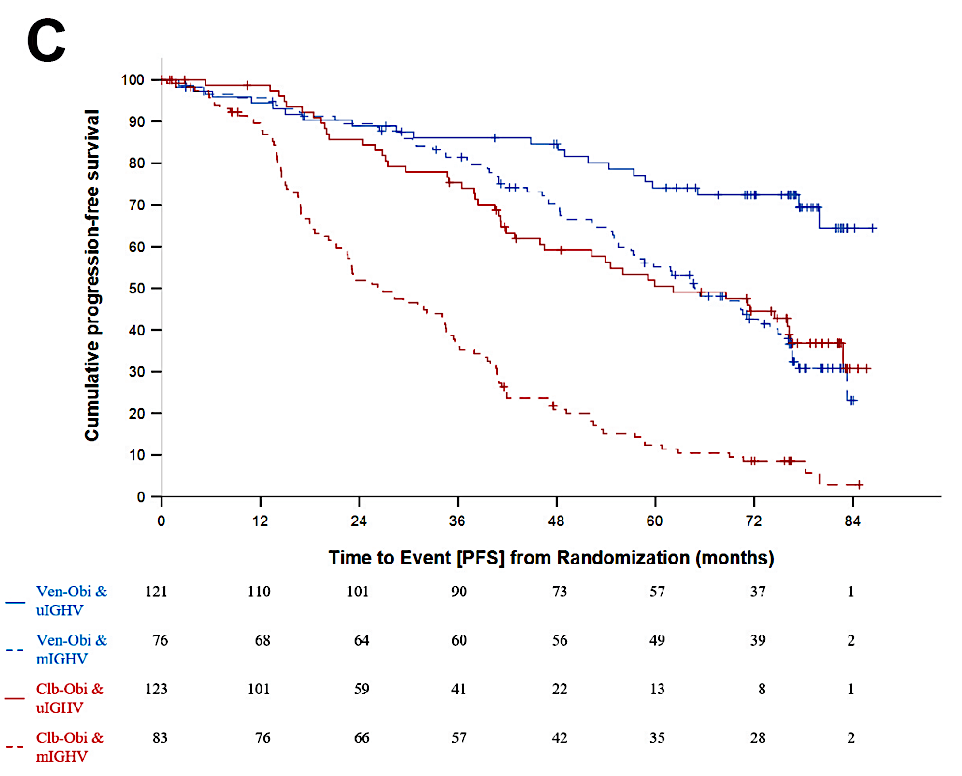 C
Cumulative progression-free survival
100
90
80
70
60
50
40
30
20
10
0
0 12 24 36 48 60 72 84
Time to Event [PFS] from Randomization (months)
Ven-Obi & 121 110 101 90 73 57 37 1
uIGHV
Ven-Obi & 76 68 64 60 56 49 39 2
mIGHV
Clb-Obi & 123 101 59 41 22 13 8 1
uIGHV
Clb-Obi & 83 76 66 57 42 35 28 2
mIGHV